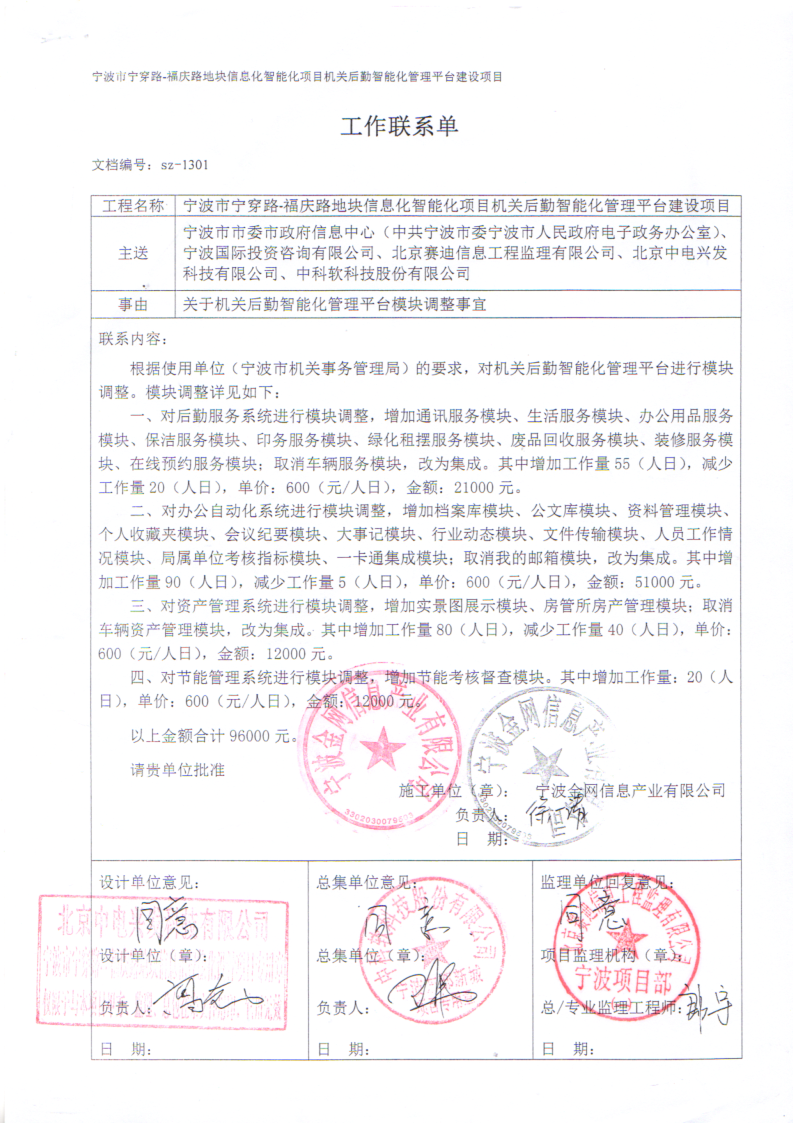 宁波市宁穿路-福庆路地块信息化智能化项目机关后勤智能化管理平台建设项目
工作联系单
文档编号：sz-1301
工程名称 宁波市宁穿路-福庆路地块信息化智能化项目机关后勤智能化管理平台建设项目
主送 宁波市市委市政府信息中心（中共宁波市委宁波市人民政府电子政务办公室）、
宁波国际投资咨询有限公司、北京赛迪信息工程监理有限公司、北京中电兴发
科技有限公司、中科软科技股份有限公司
事由 关于机关后勤智能化管理平台模块调整事宜
联系内容：
根据使用单位（宁波市机关事务管理局）的要求，对机关后勤智能化管理平台进行模块
调整。模块调整详见如下：
一、对后勤服务系统进行模块调整，增加通讯服务模块、生活服务模块、办公用品服务
模块、保洁服务模块、印务服务模块、绿化租摆服务模块、废品回收服务模块、装修服务模
块、在线预约服务模块；取消车辆服务模块，改为集成。其中增加工作量 55（人日），减少
工作量 20（人日），单价：600（元/人日），金额：21000 元。
二、对办公自动化系统进行模块调整，增加档案库模块、公文库模块、资料管理模块、
个人收藏夹模块、会议纪要模块、大事记模块、行业动态模块、文件传输模块、人员工作情
况模块、局属单位考核指标模块、一卡通集成模块；取消我的邮箱模块，改为集成。其中增
加工作量 90（人日），减少工作量 5（人日），单价：600（元/人日），金额：51000 元。
三、对资产管理系统进行模块调整，增加实景图展示模块、房管所房产管理模块；取消
车辆资产管理模块，改为集成。其中增加工作量 80（人日），减少工作量 40（人日），单价：
600（元/人日），金额：12000 元。
四、对节能管理系统进行模块调整，增加节能考核督查模块。其中增加工作量：20（人
日），单价：600（元/人日），金额：12000 元。
以上金额合计 96000 元。
请贵单位批准
宁波金网信息产业有限公司
宁波金网信息产业
施工单位（章）： 宁波金网信息产业有限公司
负责人：
日 期：
设计单位意见：
同意
设计单位（章）：
负责人：
日 期：
总集单位意见：
同意
总集单位（章）：
负责人：
日 期：
监理单位回复意见：
同意
项目监理机构（章）：
宁波项目部
总/专业监理工程师：
日 期：